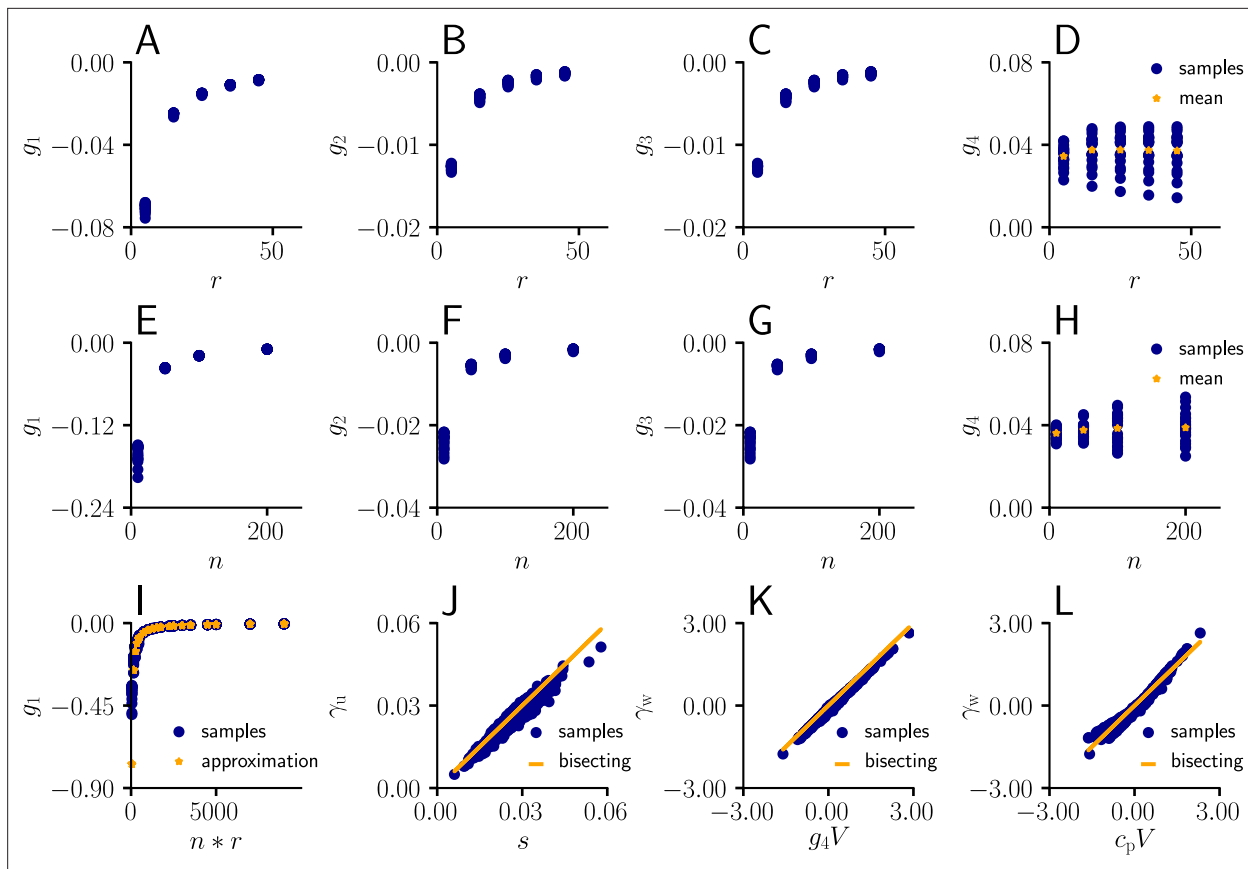 A B C D
0.00 0.00 0.00 0.08
samples
mean
g1 −0.04 g2 −0.01 g3 −0.01 g4 0.04
−0.08 −0.02 −0.02 0.00
0 50 0 50 0 50 0 50
r r r r
E F G H
0.00 0.00 0.00 0.08
samples
mean
g1 −0.12 g2 −0.02 g3 −0.02 g4 0.04
−0.24 −0.04 −0.04 0.00
0 200 0 200 0 200 0 200
n n n n
I J K L
0.00 0.06 3.00 3.00
g1 −0.45 γu 0.03 γw 0.00 γw 0.00
samples samples samples samples
approximation bisecting bisecting bisecting
−0.90 0.00 −3.00 −3.00
0 5000 0.00 0.03 0.06 −3.00 0.00 3.00 −3.00 0.00 3.00
n ∗ r s g4V cpV